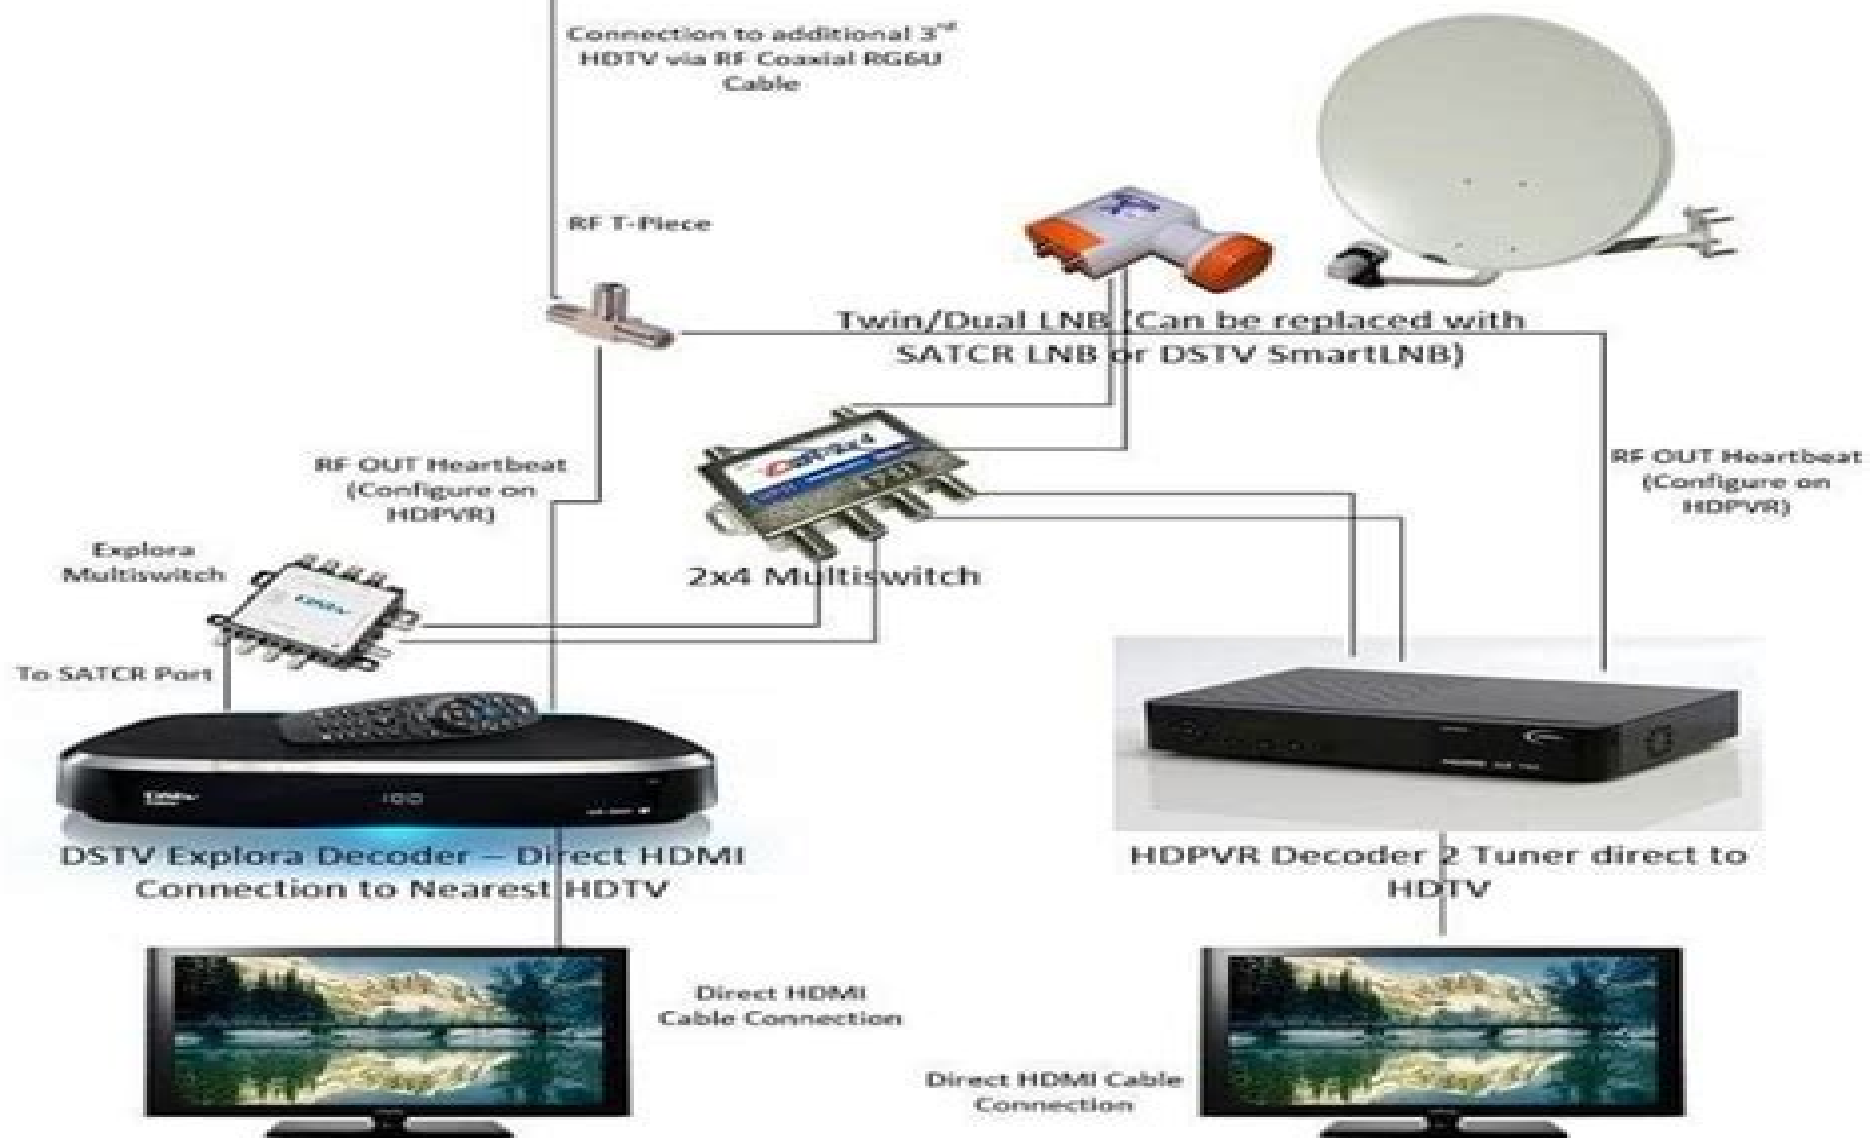 Connection to additional 3rd
HDTV via RF Coaxial RG6U
Cable
RF T-Piece
Twin/Dual LNB (Can be replaced with
SATCR LNB or DSTV SmartLNB)
RF OUT Heartbeat
(Configure on
HDPVR)
RF OUT Heartbeat
(Configure on
HDPVR)
2x4 Multiswitch
Explora
Multiswitch
DStv
To SATCR Port
DSTV Explora Decoder – Direct HDMI
Connection to Nearest HDTV
HDPVR Decoder 2 Tuner direct to
HDTV
Direct HDMI
Cable Connection
Direct HDMI Cable
Connection